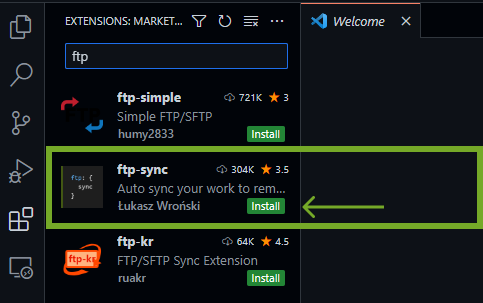 EXTENSIONS: MARKET...
Welcome
ftp
ftp-simple 721K 3
Simple FTP/SFTP
humy2833 Install
ftp: {
sync
}
ftp-sync 304K 3.5
Auto sync your work to rem...
Łukasz Wroński Install
ftp-kr
ftp-kr 64K 4.5
FTP/SFTP Sync Extension
ruakr Install